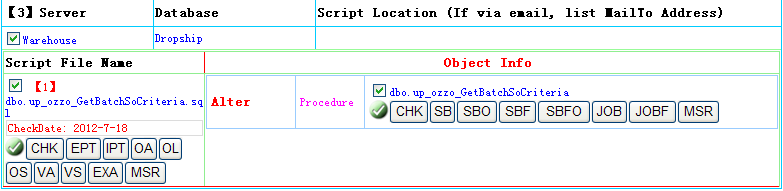 【3】Server Database Script Location (If via email, list MailTo Address)
Warehouse Dropship
Script File Name Object Info
【1】
dbo.up_ozzo_GetBatchSoCriteria.sq
l
CheckDate: 2012-7-18
CHK EPT IPT OA OL
OS VA VS EXA MSR
Alter Procedure dbo.up_ozzo_GetBatchSoCriteria
CHK SB SBO SBF SBFO JOB JOBF MSR